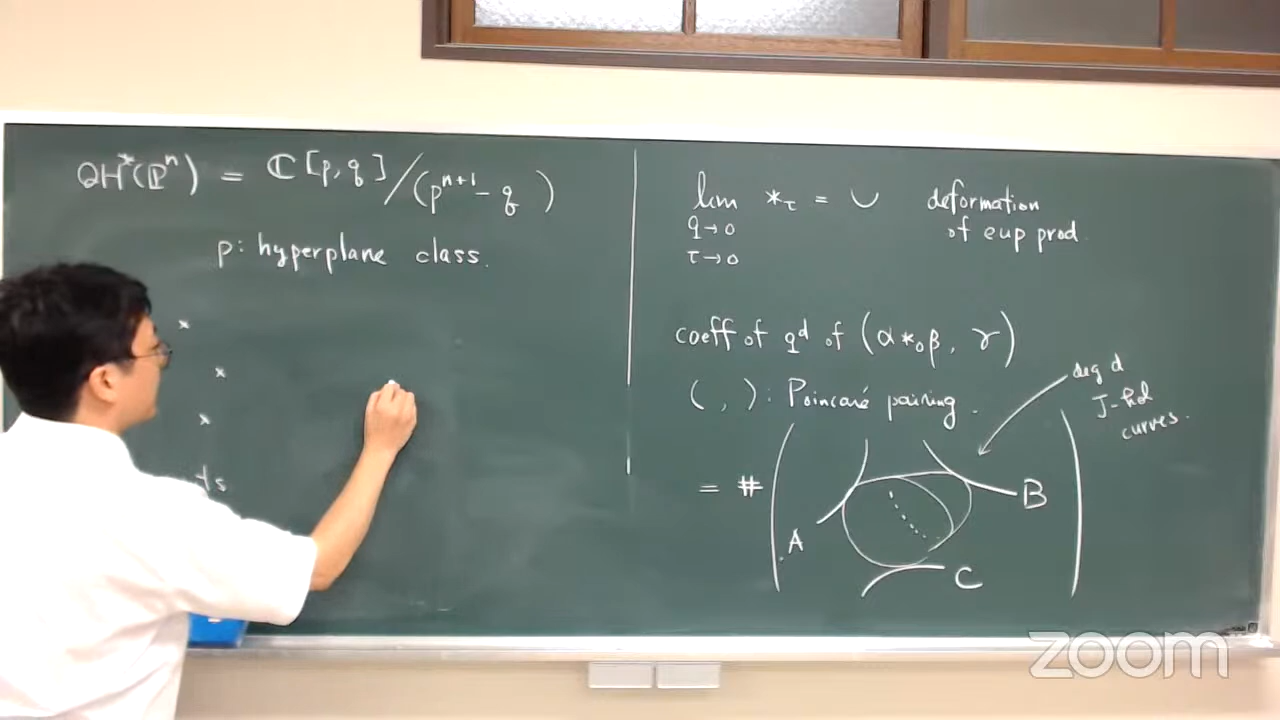 QH*(ℙⁿ) = ℂ[p,q]/(pⁿ⁺¹ - q)
p: hyperplane class.
×
×
×
lim *_τ = ∪ deformation
q→0 of cup prod.
τ→0
coeff of q^d of (α *₀ β, γ)
( , ): Poincaré pairing.
deg d
J-hol
curves.
= #
A
B
C
zoom